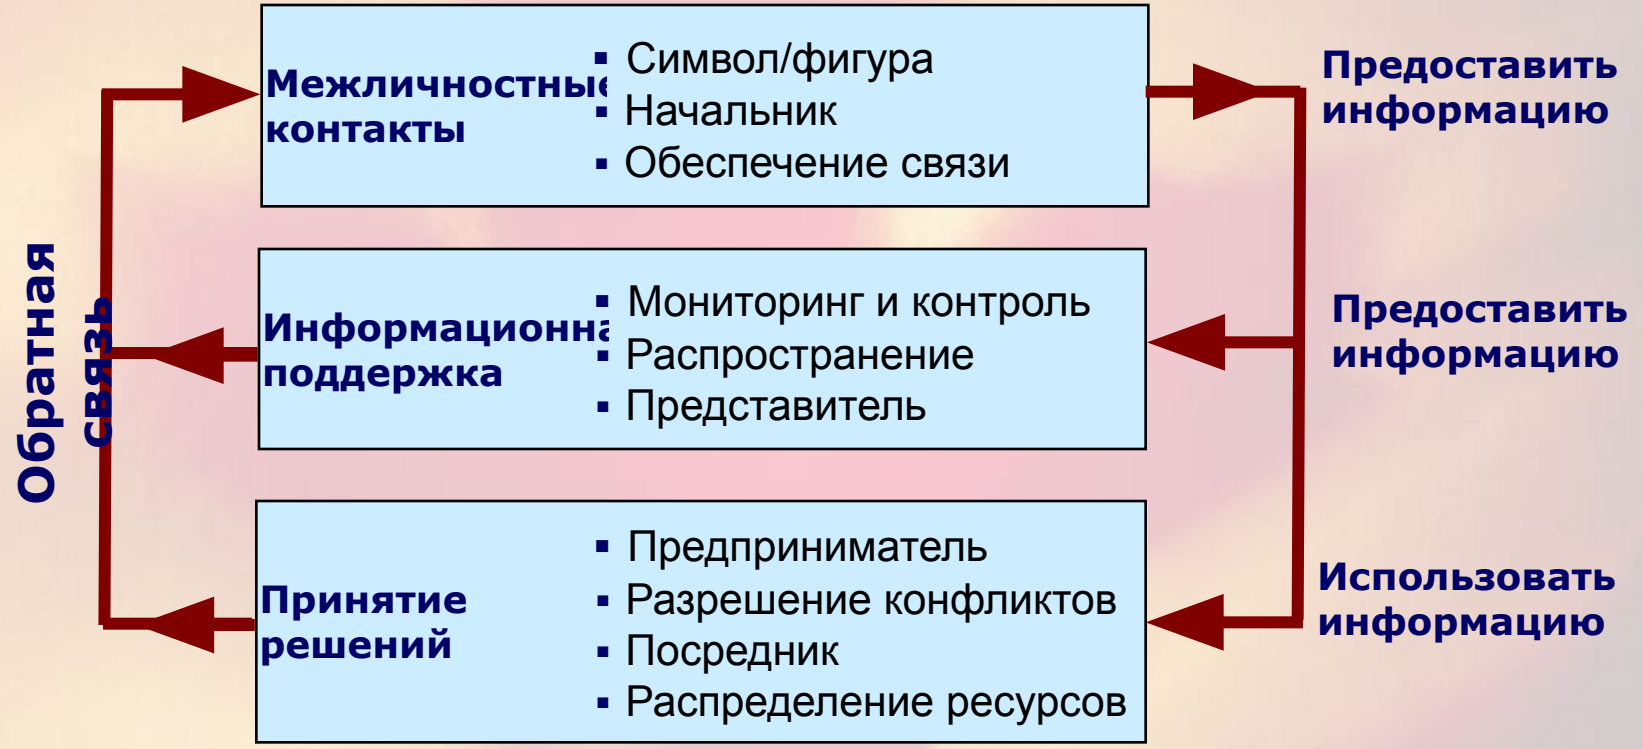 Обратная
связь
Межличностные
контакты
▪ Символ/фигура
▪ Начальник
▪ Обеспечение связи
Предоставить
информацию
Информационна
поддержка
▪ Мониторинг и контроль
▪ Распространение
▪ Представитель
Предоставить
информацию
Принятие
решений
▪ Предприниматель
▪ Разрешение конфликтов
▪ Посредник
▪ Распределение ресурсов
Использовать
информацию